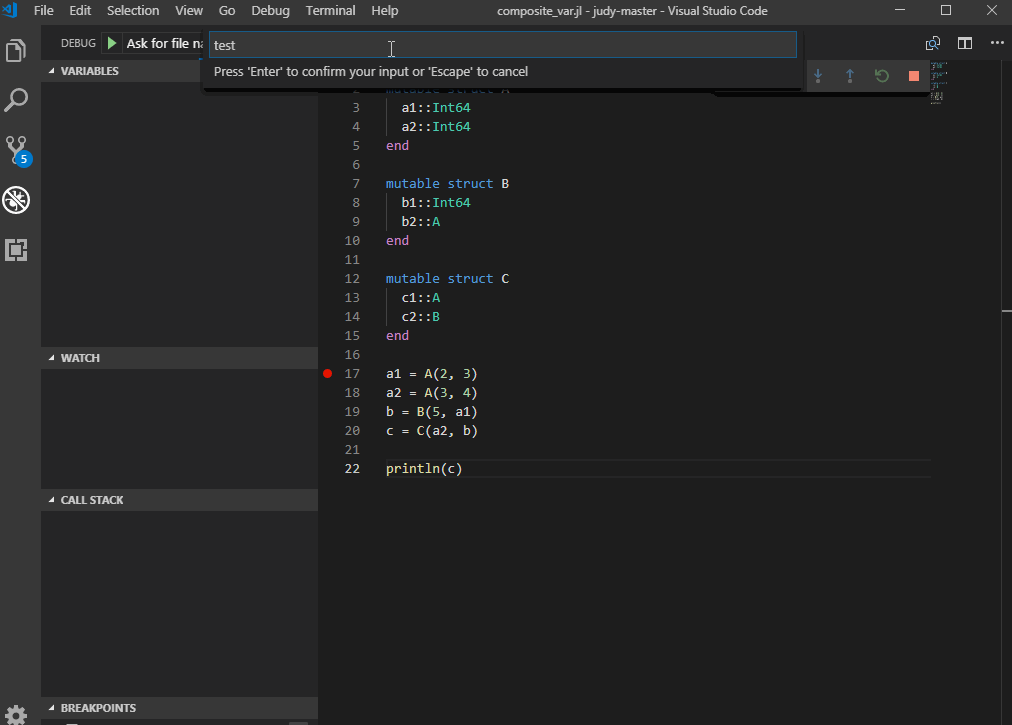 File Edit Selection View Go Debug Terminal Help composite_var.jl - judy-master - Visual Studio Code
DEBUG Ask for file na
test
Press 'Enter' to confirm your input or 'Escape' to cancel
VARIABLES
5
2 mutable struct A
3 a1::Int64
4 a2::Int64
5 end
6
7 mutable struct B
8 b1::Int64
9 b2::A
10 end
11
12 mutable struct C
13 c1::A
14 c2::B
15 end
16
WATCH
17 a1 = A(2, 3)
18 a2 = A(3, 4)
19 b = B(5, a1)
20 c = C(a2, b)
21
22 println(c)
CALL STACK
BREAKPOINTS